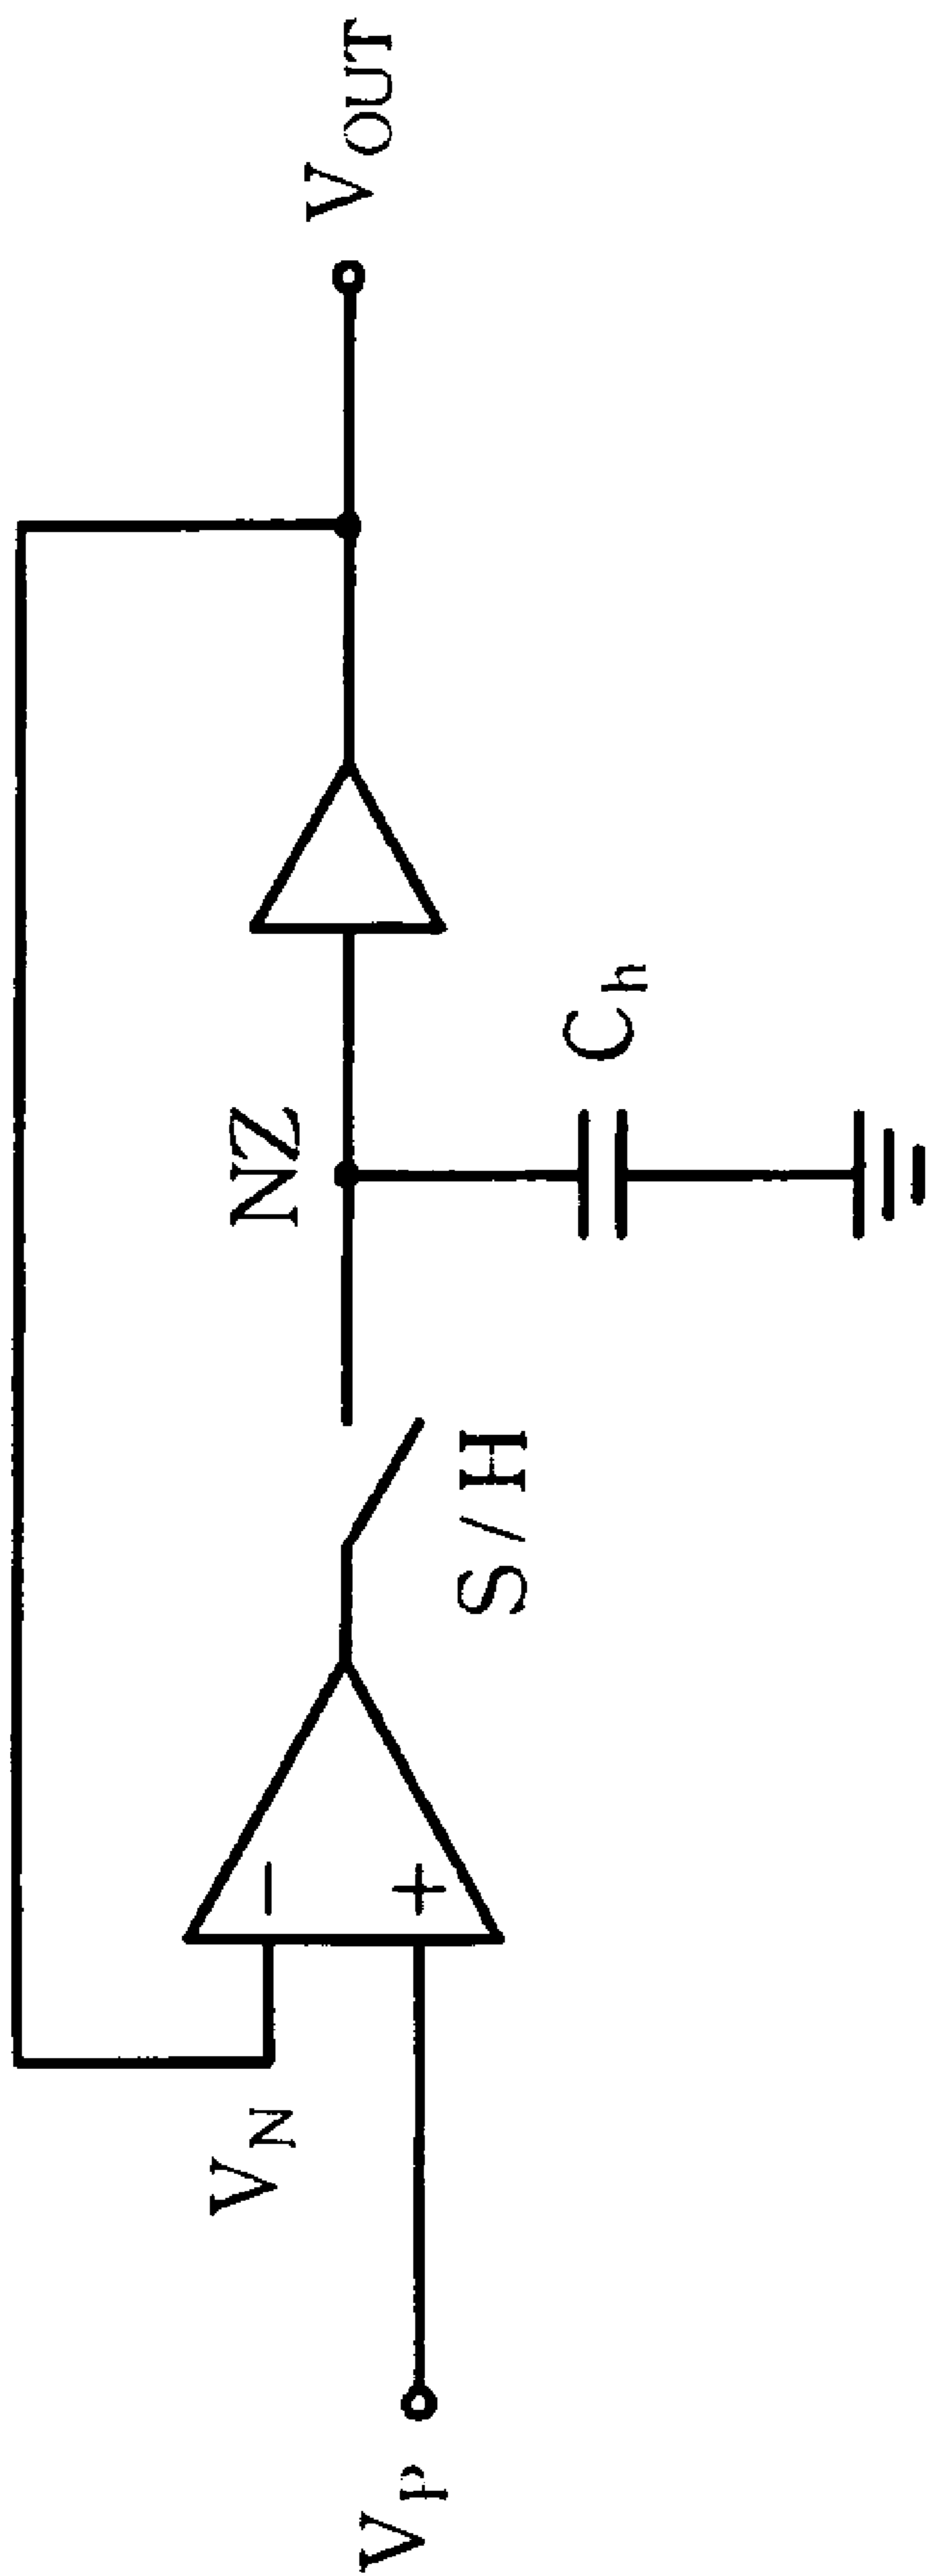 V_N
V_P
− 
+
S/H
NZ
C_h
V_OUT